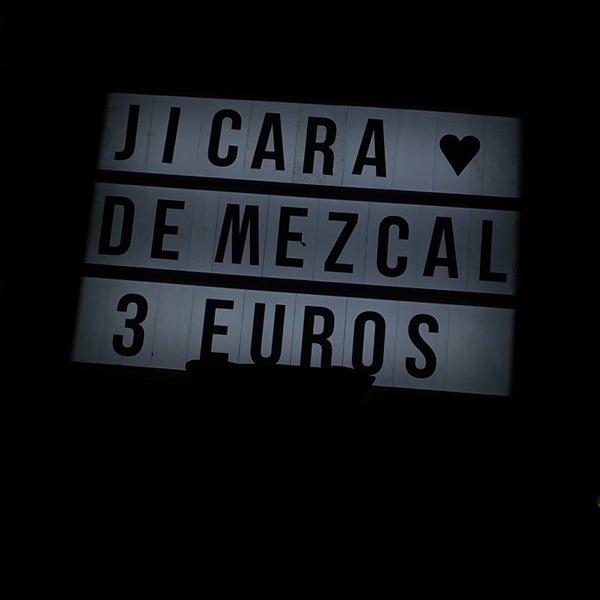 JICARA ♥
DE MEZCAL
3 EUROS